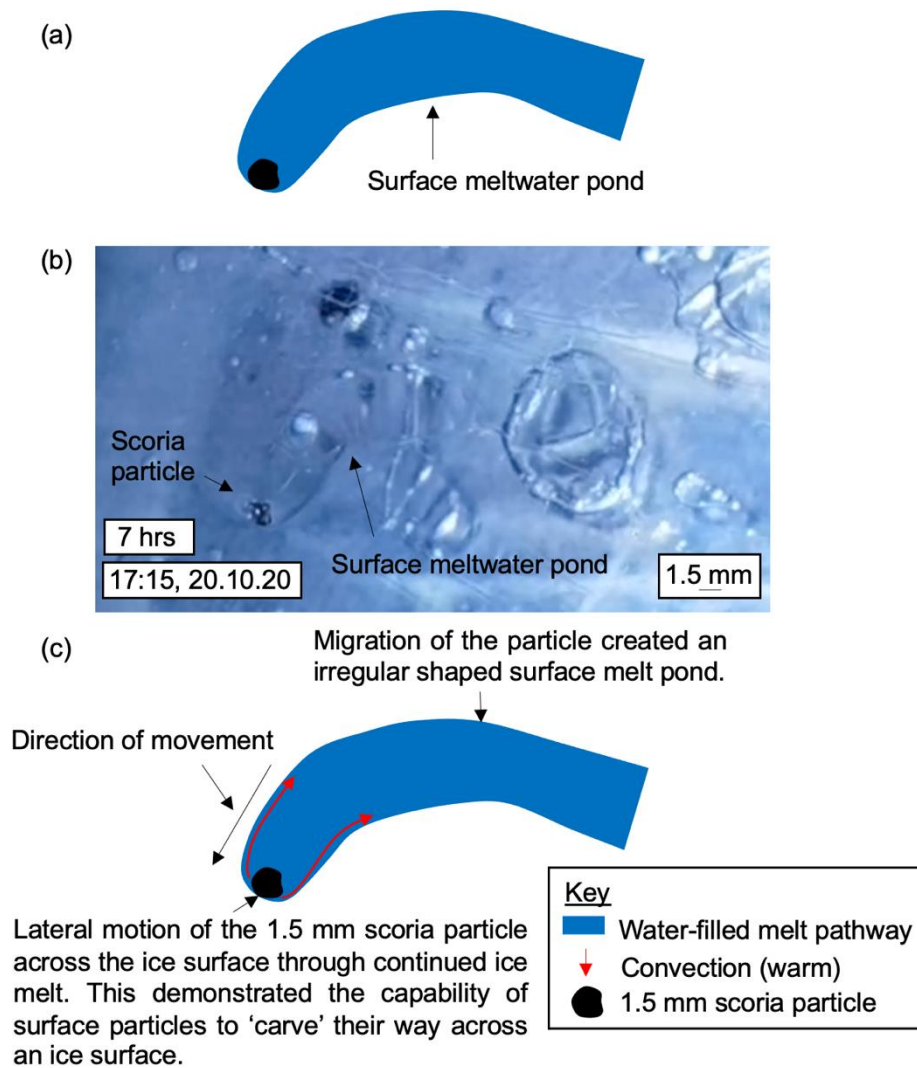 (a)
Surface meltwater pond
(b)
Scoria
particle
7 hrs
17:15, 20.10.20
Surface meltwater pond
1.5 mm
(c)
Migration of the particle created an
irregular shaped surface melt pond.
Direction of movement
Lateral motion of the 1.5 mm scoria particle
across the ice surface through continued ice
melt. This demonstrated the capability of
surface particles to ‘carve’ their way across
an ice surface.
Key
Water-filled melt pathway
Convection (warm)
1.5 mm scoria particle